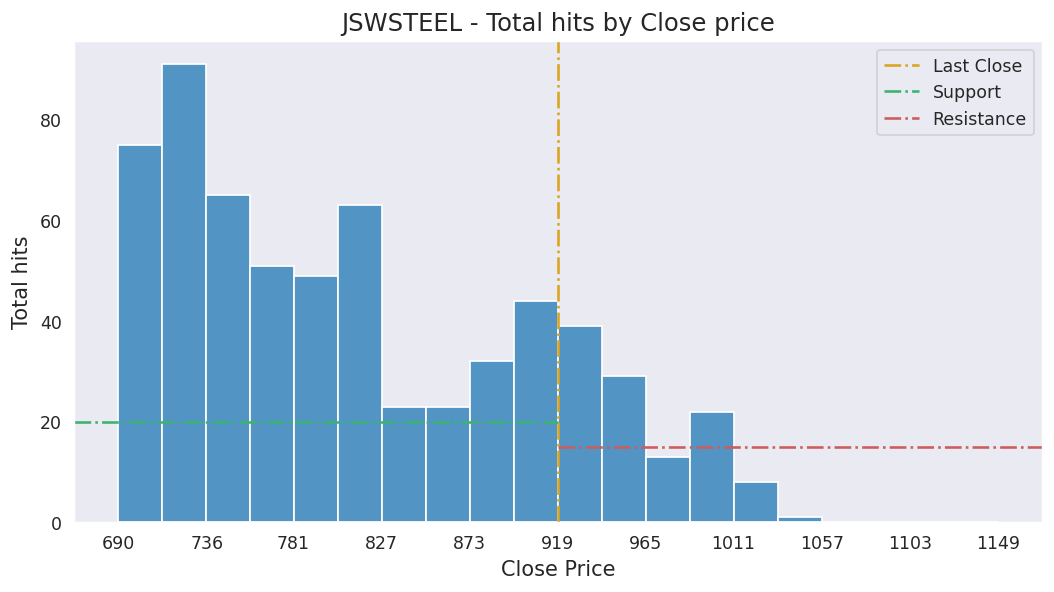 JSWSTEEL - Total hits by Close price
Last Close
Support
Resistance
Total hits
80
60
40
20
0
690 736 781 827 873 919 965 1011 1057 1103 1149
Close Price